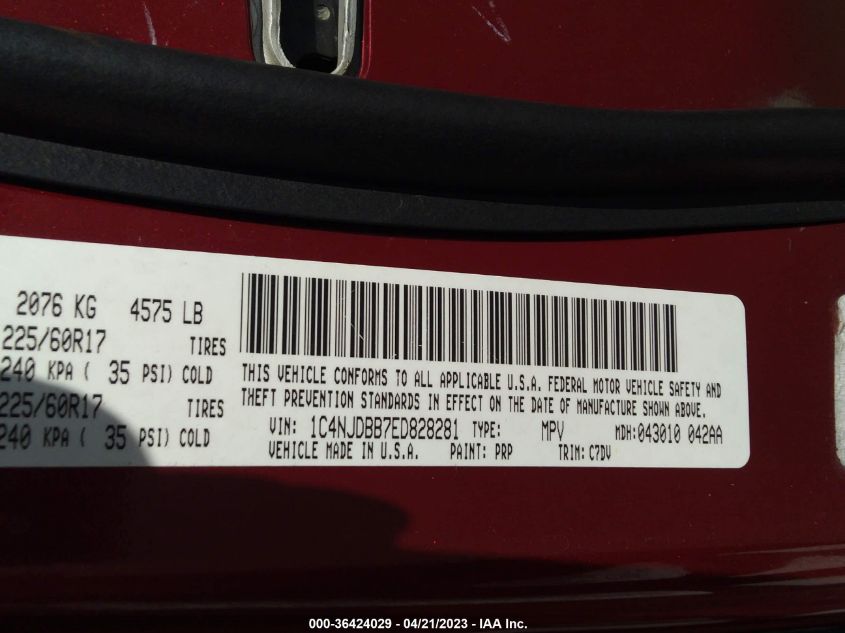 2076 KG 4575 LB
225/60R17 TIRES
240 KPA ( 35 PSI) COLD
225/60R17 TIRES
240 KPA ( 35 PSI) COLD
THIS VEHICLE CONFORMS TO ALL APPLICABLE U.S.A. FEDERAL MOTOR VEHICLE SAFETY AND
THEFT PREVENTION STANDARDS IN EFFECT ON THE DATE OF MANUFACTURE SHOWN ABOVE.
VIN: 1C4NJDBB7ED828281 TYPE: MPV MDH:043010 042AA
VEHICLE MADE IN U.S.A. PAINT: PRP TRIM: C7DV
000-36424029 - 04/21/2023 - IAA Inc.